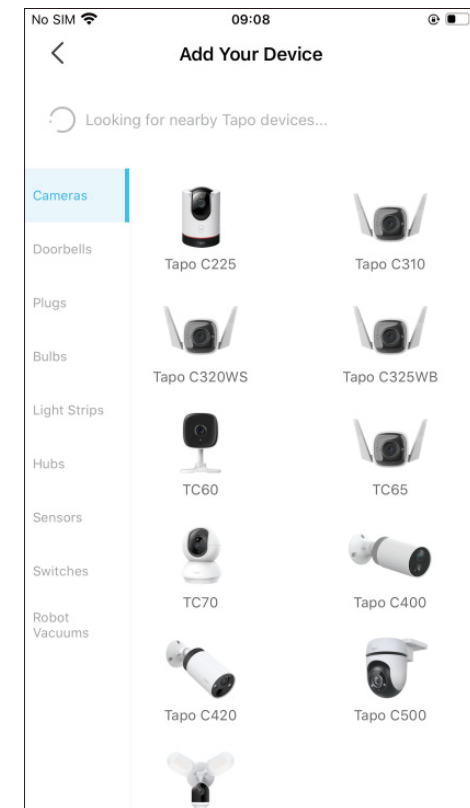 No SIM 09:08
Add Your Device
Looking for nearby Tapo devices...
Cameras
Doorbells
Plugs
Bulbs
Light Strips
Hubs
Sensors
Switches
Robot
Vacuums
Tapo C225 Tapo C310
Tapo C320WS Tapo C325WB
TC60 TC65
TC70 Tapo C400
Tapo C420 Tapo C500